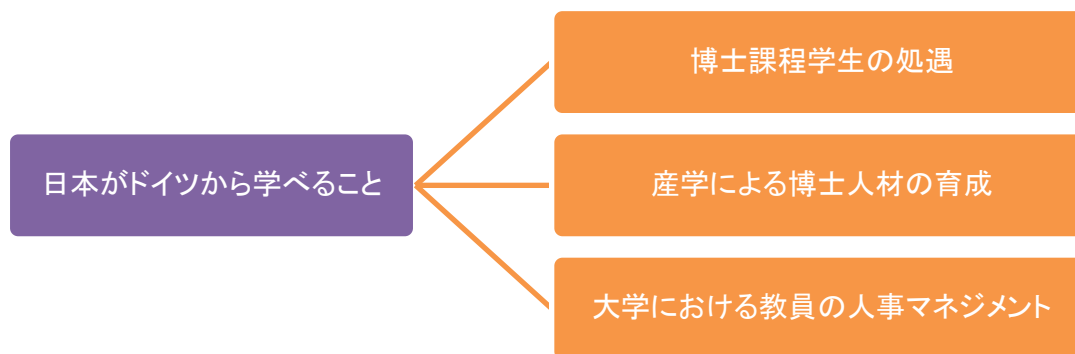 日本がドイツから学べること
博士課程学生の処遇
産学による博士人材の育成
大学における教員の人事マネジメント